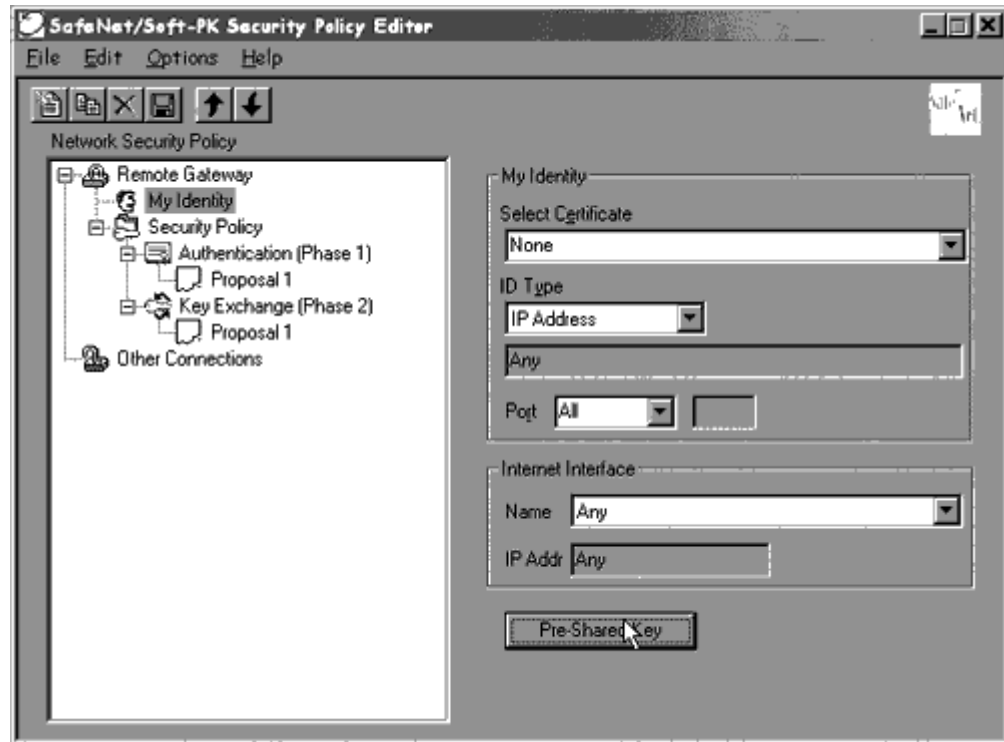 SafeNet/Soft-PK Security Policy Editor
File Edit Options Help
Network Security Policy
Remote Gateway
My Identity
Security Policy
Authentication (Phase 1)
Proposal 1
Key Exchange (Phase 2)
Proposal 1
Other Connections
My Identity
Select Certificate
None
ID Type
IP Address
Any
Port All
Internet Interface
Name Any
IP Addr Any
Pre-Shared Key